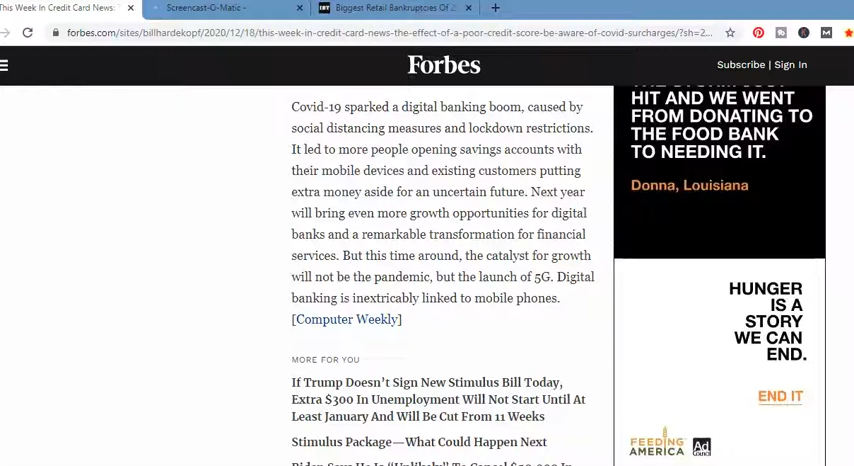 This Week In Credit Card News:
Screencast-O-Matic -
IBT Biggest Retail Bankruptcies Of 2
forbes.com/sites/billhardekopf/2020/12/18/this-week-in-credit-card-news-the-effect-of-a-poor-credit-score-be-aware-of-covid-surcharges/?sh=2...
Forbes
Subscribe | Sign In
Covid-19 sparked a digital banking boom, caused by
social distancing measures and lockdown restrictions.
It led to more people opening savings accounts with
their mobile devices and existing customers putting
extra money aside for an uncertain future. Next year
will bring even more growth opportunities for digital
banks and a remarkable transformation for financial
services. But this time around, the catalyst for growth
will not be the pandemic, but the launch of 5G. Digital
banking is inextricably linked to mobile phones.
[Computer Weekly]
MORE FOR YOU
If Trump Doesn’t Sign New Stimulus Bill Today,
Extra $300 In Unemployment Will Not Start Until At
Least January And Will Be Cut From 11 Weeks
Stimulus Package—What Could Happen Next
HIT AND WE WENT
FROM DONATING TO
THE FOOD BANK
TO NEEDING IT.
Donna, Louisiana
HUNGER
IS A
STORY
WE CAN
END.
END IT
FEEDING
AMERICA
Ad
Council